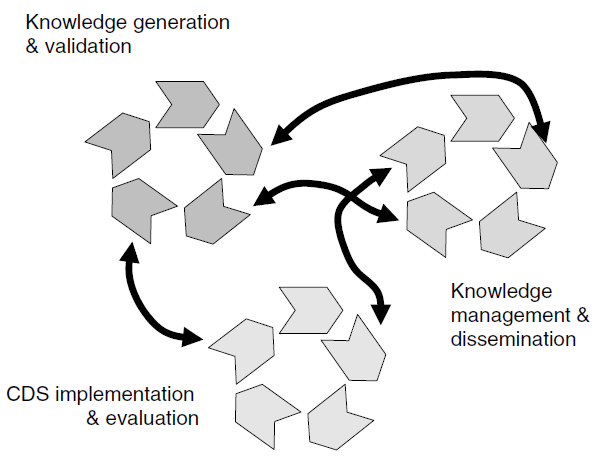 Knowledge generation
& validation
Knowledge
management &
dissemination
CDS implementation
& evaluation